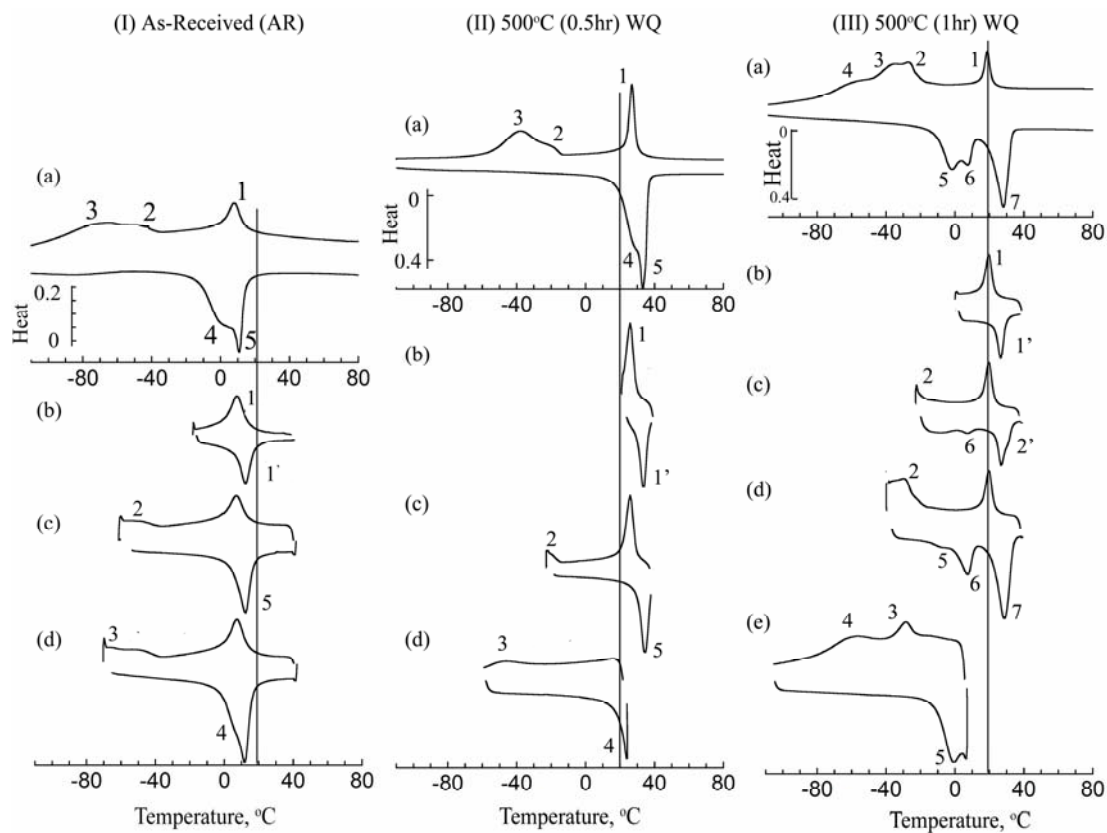 (I) As-Received (AR)
(a)
3
2
1
0.2
0
Heat
4
5
-80 -40 0 40 80
(b)
1
1'
(c)
2
5
(d)
3
4
-80 -40 0 40 80
Temperature, °C
(II) 500°C (0.5hr) WQ
(a)
3
2
1
0
0.4
Heat
4
5
-80 -40 0 40 80
(b)
1
1'
(c)
2
5
(d)
3
4
-80 -40 0 40 80
Temperature, °C
(III) 500°C (1hr) WQ
(a)
4
3
2
1
0
0.4
Heat
5
6
7
-80 -40 0 40 80
(b)
1
1'
(c)
2
6
2'
(d)
2
5
6
7
(e)
4
3
5
-80 -40 0 40 80
Temperature, °C